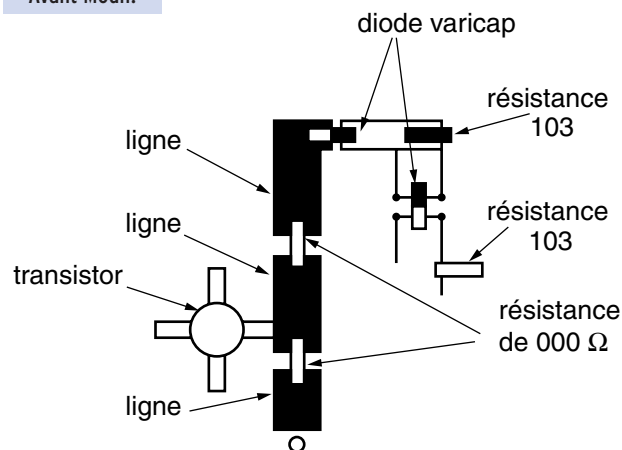 diode varicap
résistance
103
ligne
ligne
résistance
103
transistor
résistance
de 000 Ω
ligne